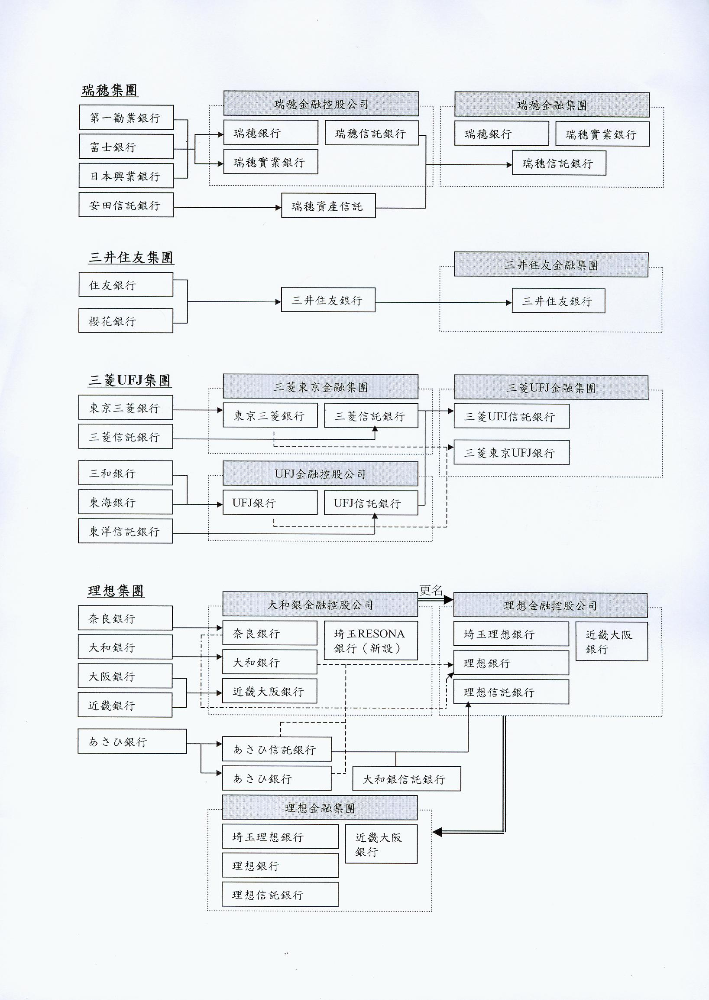 瑞穗集團
瑞穗金融控股公司
瑞穗金融集團
第一勸業銀行
富士銀行
日本興業銀行
安田信託銀行
瑞穗銀行
瑞穗信託銀行
瑞穗實業銀行
瑞穗資產信託
瑞穗銀行
瑞穗實業銀行
瑞穗信託銀行
三井住友集團
三井住友金融集團
住友銀行
櫻花銀行
三井住友銀行
三井住友銀行
三菱UFJ集團
三菱東京金融集團
三菱UFJ金融集團
東京三菱銀行
三菱信託銀行
東京三菱銀行
三菱信託銀行
三菱UFJ信託銀行
三菱東京UFJ銀行
三和銀行
東海銀行
東洋信託銀行
UFJ金融控股公司
UFJ銀行
UFJ信託銀行
理想集團
大和銀金融控股公司
更名
理想金融控股公司
奈良銀行
大和銀行
大阪銀行
近畿銀行
奈良銀行
埼玉RESONA
銀行（新設）
大和銀行
近畿大阪銀行
埼玉理想銀行
近畿大阪
銀行
理想銀行
理想信託銀行
あさひ銀行
あさひ信託銀行
あさひ銀行
大和銀信託銀行
理想金融集團
埼玉理想銀行
近畿大阪
銀行
理想銀行
理想信託銀行